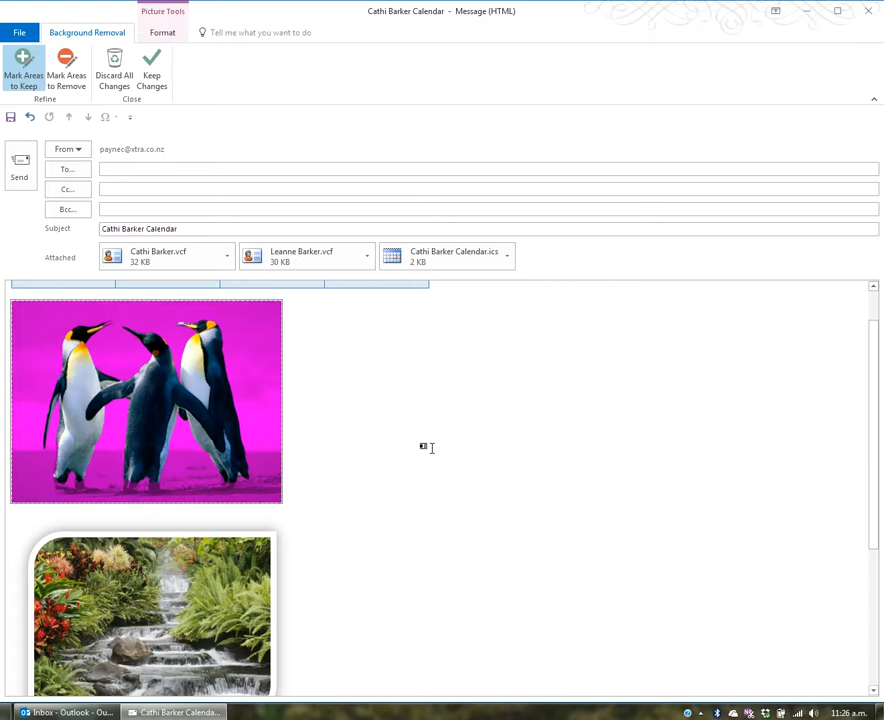 Picture Tools
Cathi Barker Calendar - Message (HTML)
File
Background Removal
Format
Tell me what you want to do
Mark Areas to Keep
Mark Areas to Remove
Discard All Changes
Keep Changes
Refine
Close
Send
From
paynec@xtra.co.nz
To...
Cc...
Bcc...
Subject
Cathi Barker Calendar
Attached
Cathi Barker.vcf
32 KB
Leanne Barker.vcf
30 KB
Cathi Barker Calendar.ics
2 KB
Inbox - Outlook - Ou...
Cathi Barker Calenda...
11:26 a.m.